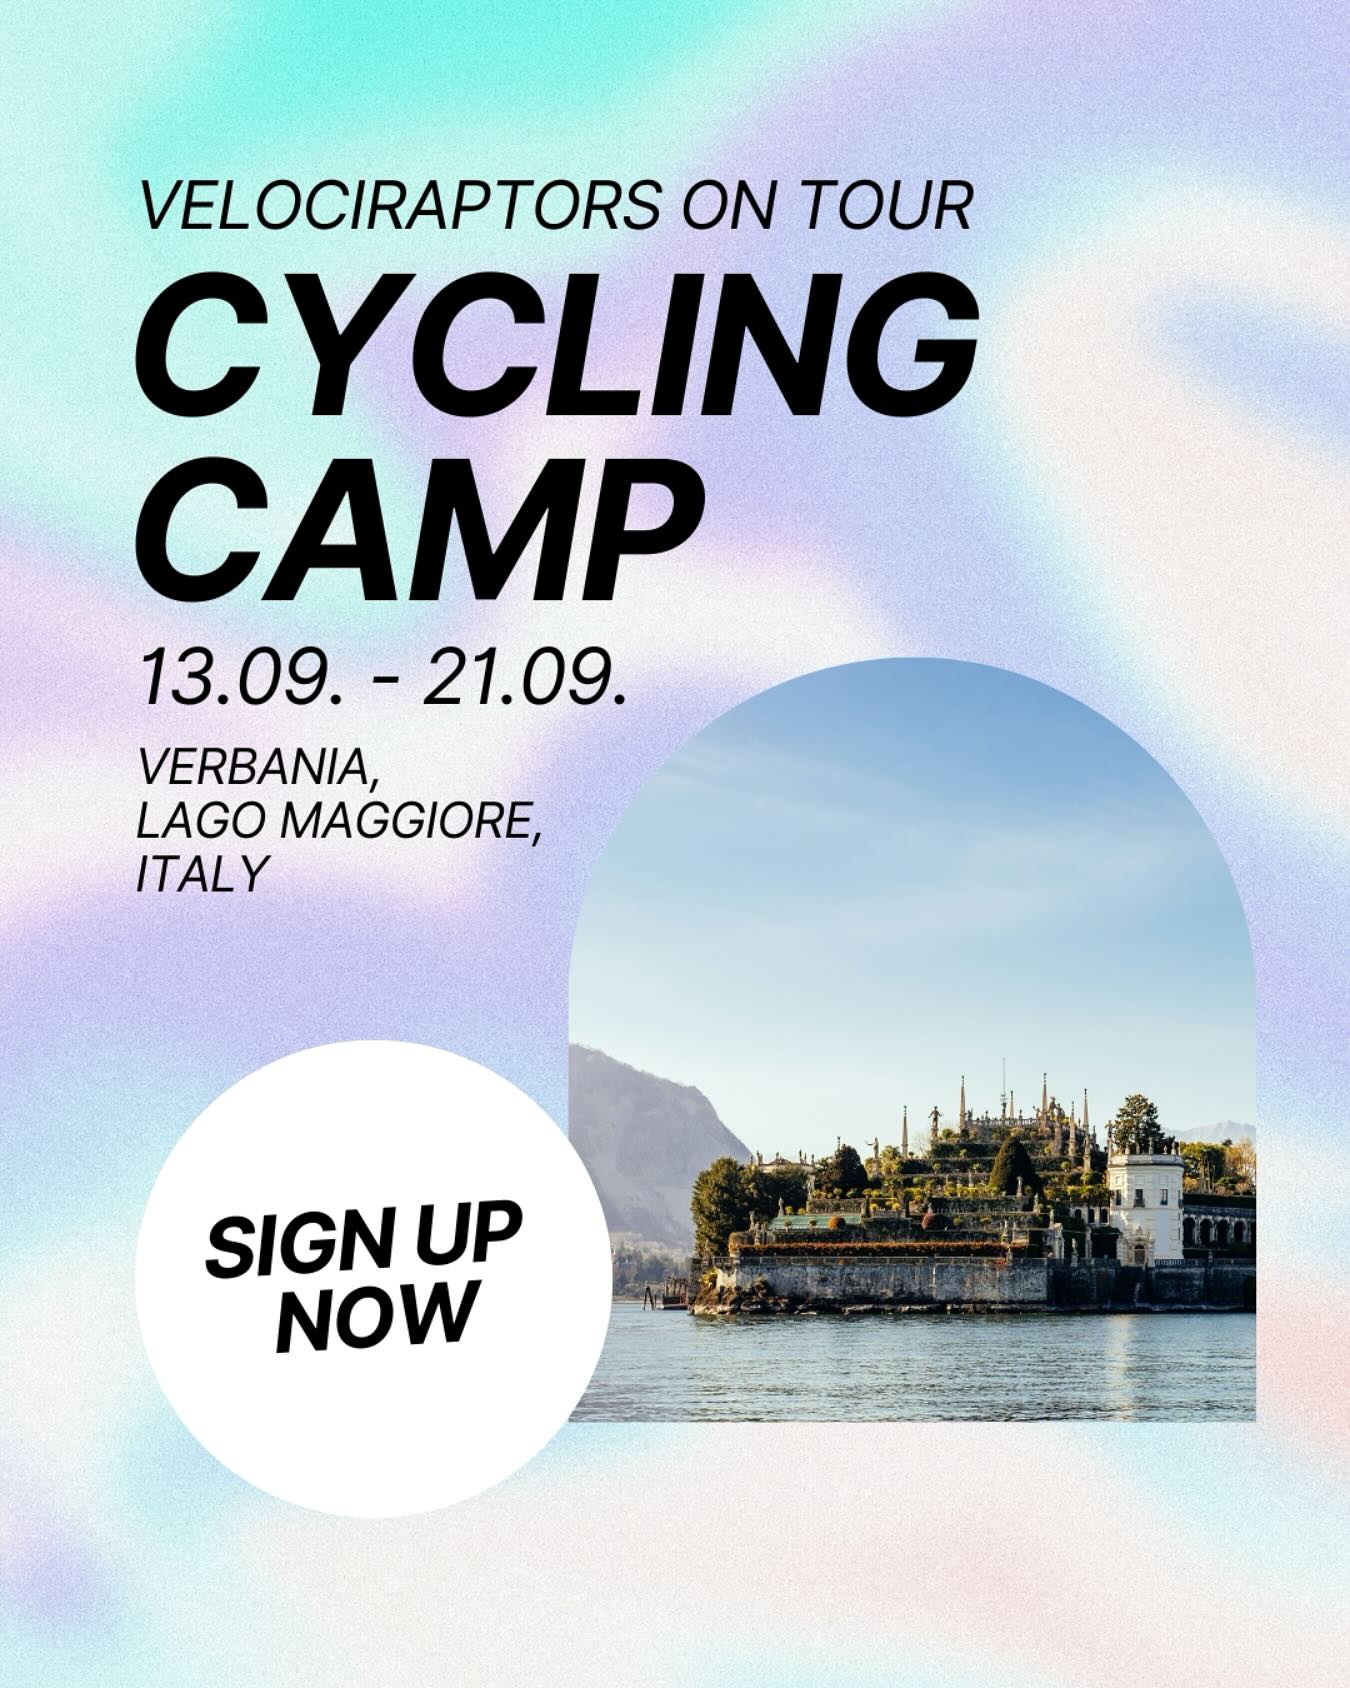 VELOCIRAPTORS ON TOUR
CYCLING
CAMP
13.09. - 21.09.
VERBANIA,
LAGO MAGGIORE,
ITALY
SIGN UP
NOW